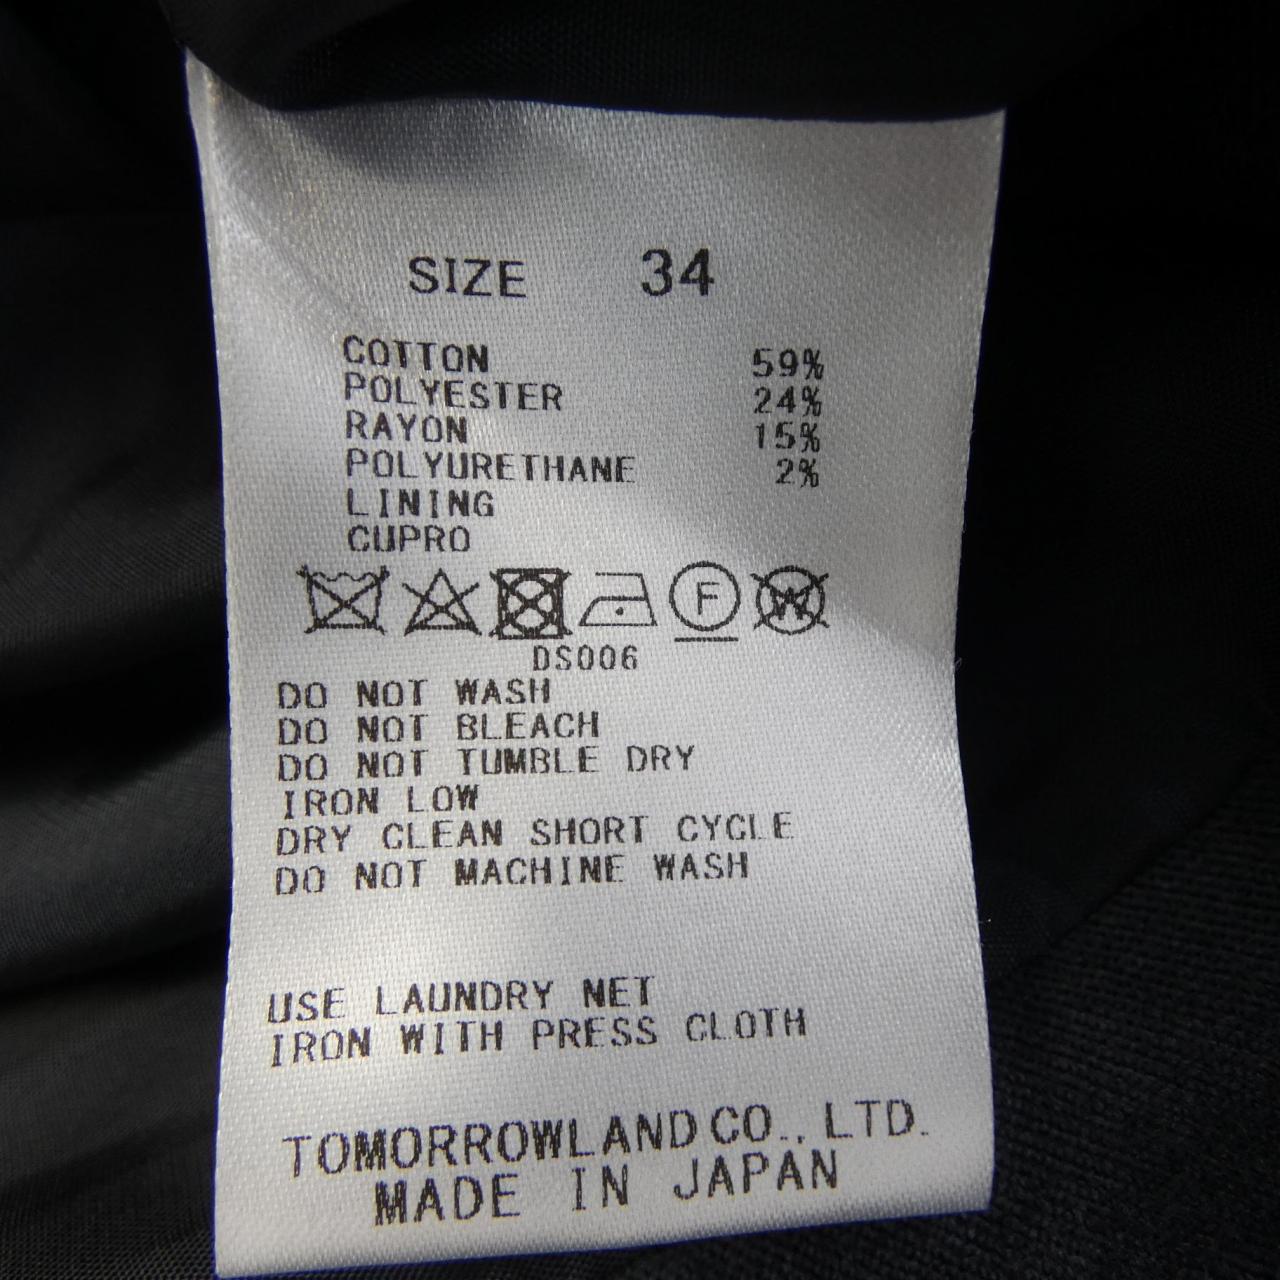 SIZE 34
COTTON 59%
POLYESTER 24%
RAYON 15%
POLYURETHANE 2%
LINING
CUPRO
F W
DS006
DO NOT WASH
DO NOT BLEACH
DO NOT TUMBLE DRY
IRON LOW
DRY CLEAN SHORT CYCLE
DO NOT MACHINE WASH
USE LAUNDRY NET
IRON WITH PRESS CLOTH
TOMORROWLAND CO., LTD.
MADE IN JAPAN